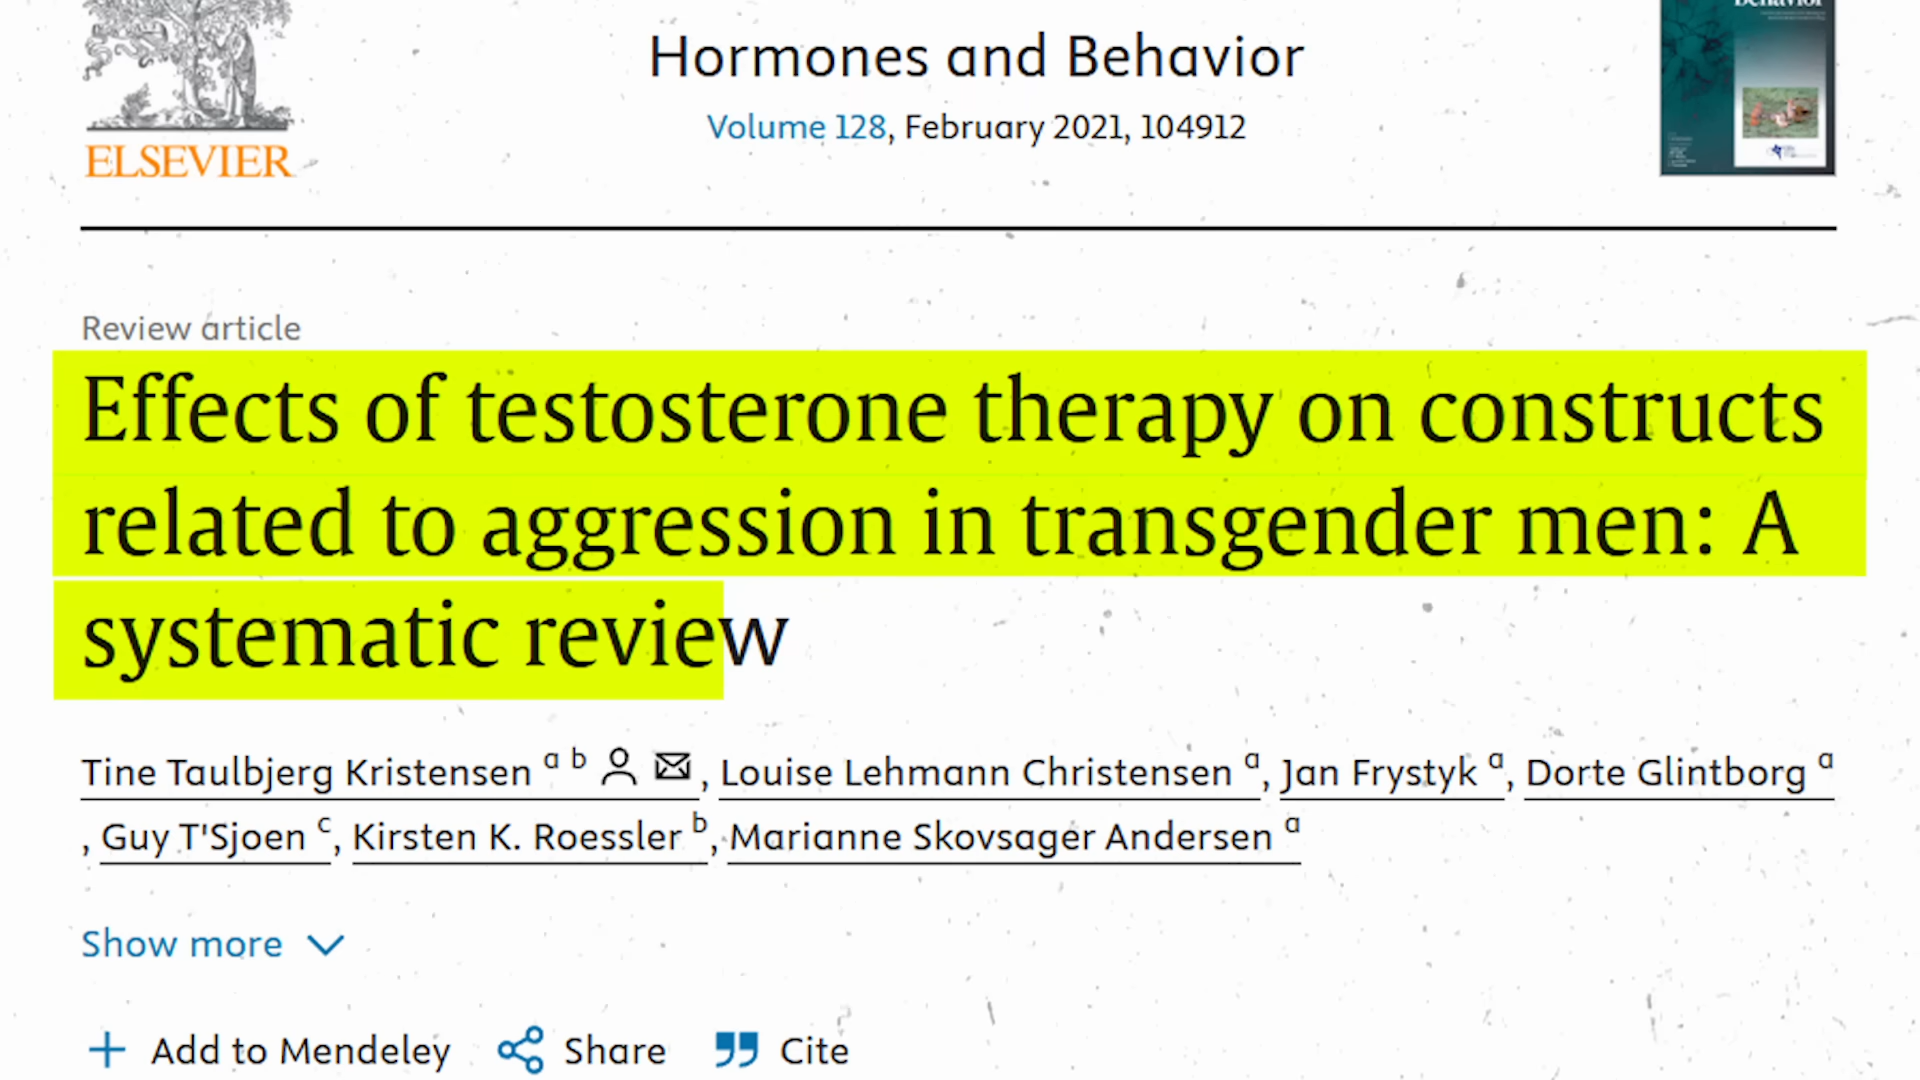 Behavior
Hormones and Behavior
Volume 128, February 2021, 104912
ELSEVIER
Review article
Effects of testosterone therapy on constructs
related to aggression in transgender men: A
systematic review
Tine Taulbjerg Kristensen a b, Louise Lehmann Christensen a, Jan Frystyk a, Dorte Glintborg a
, Guy T'Sjoen c, Kirsten K. Roessler b, Marianne Skovsager Andersen a
Show more
Add to Mendeley Share Cite